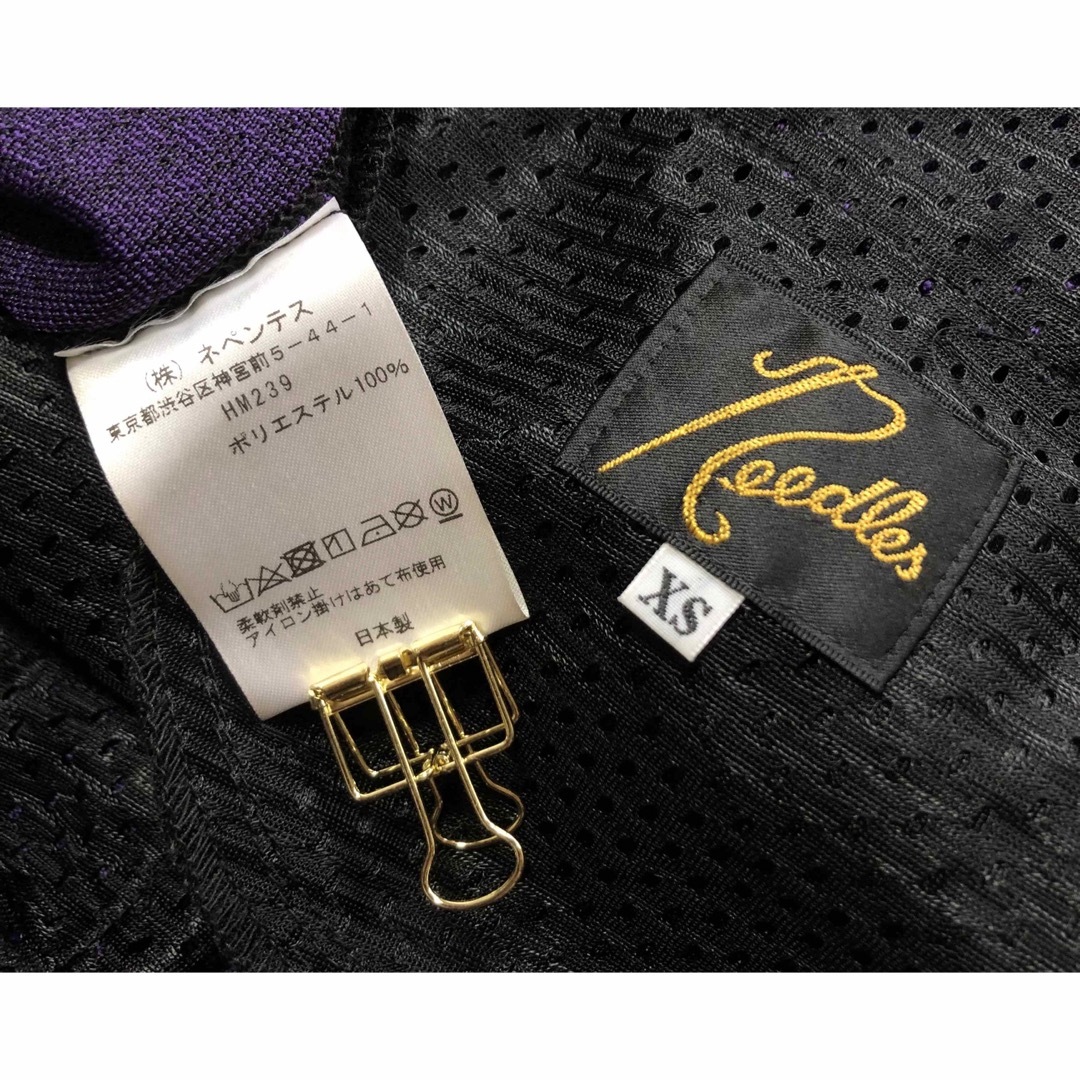 (株) ネペンテス
東京都渋谷区神宮前5-44-1
HM239
ポリエステル100%
W
柔軟剤禁止
アイロン掛けはあて布使用
日本製
Needles
XS